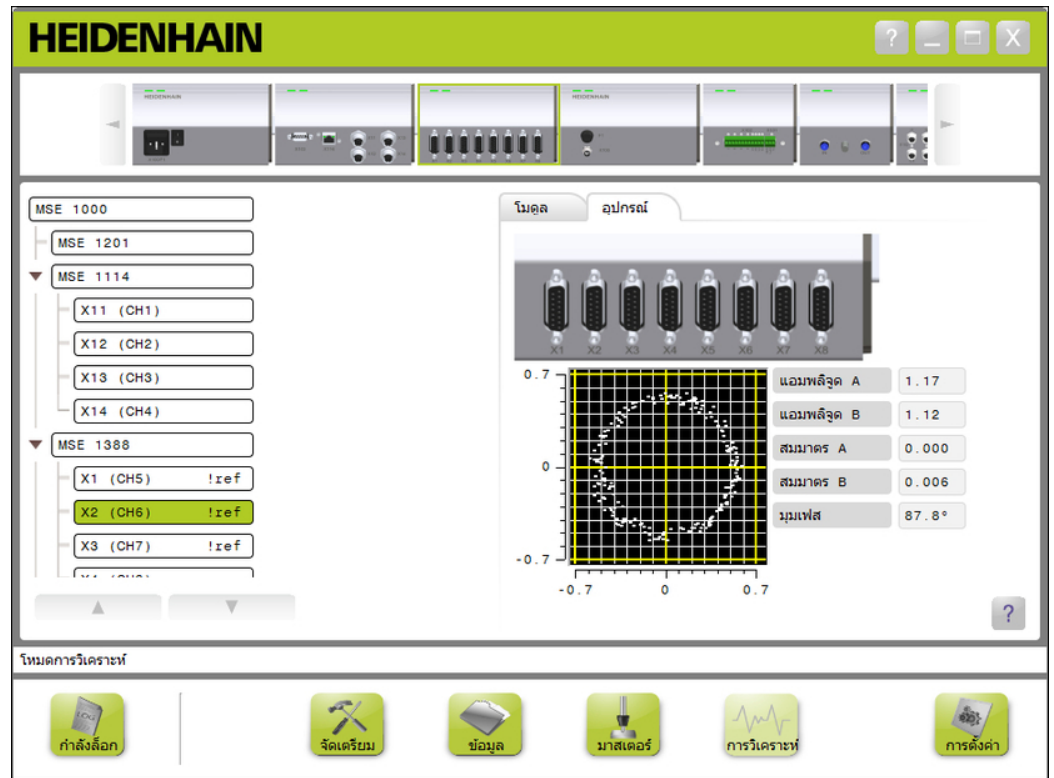 HEIDENHAIN
? _ □ X
HEIDENHAIN
HEIDENHAIN
MSE 1000
MSE 1201
MSE 1114
X11 (CH1)
X12 (CH2)
X13 (CH3)
X14 (CH4)
MSE 1388
X1 (CH5) !ref
X2 (CH6) !ref
X3 (CH7) !ref
โมดูล อุปกรณ์
X1 X2 X3 X4 X5 X6 X7 X8
0.7
0
-0.7
-0.7 0 0.7
แอมพลิจูด A 1.17
แอมพลิจูด B 1.12
สมมาตร A 0.000
สมมาตร B 0.006
มุมเฟส 87.8°
?
โหมดการวิเคราะห์
LOG
กำลังล็อก
จัดเตรียม
ข้อมูล
มาสเตอร์
การวิเคราะห์
การตั้งค่า